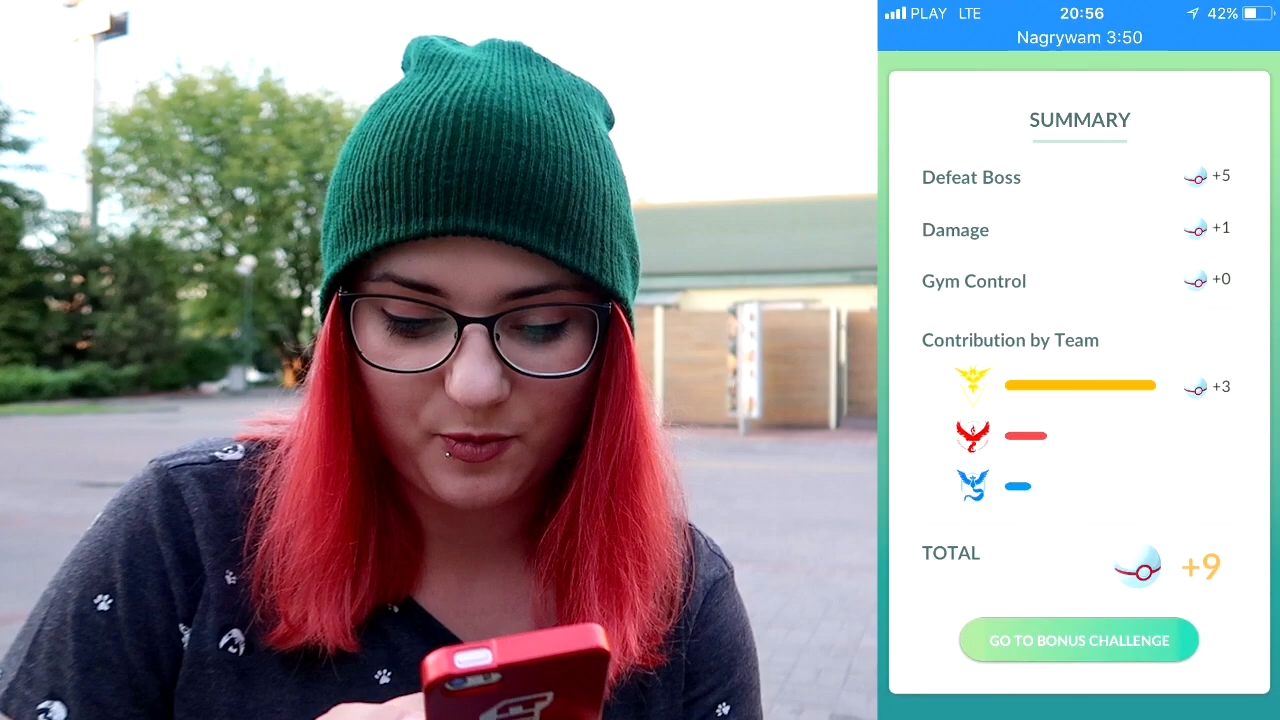 PLAY LTE 20:56 42%
Nagrywam 3:50
SUMMARY
Defeat Boss +5
Damage +1
Gym Control +0
Contribution by Team
+3
TOTAL +9
GO TO BONUS CHALLENGE